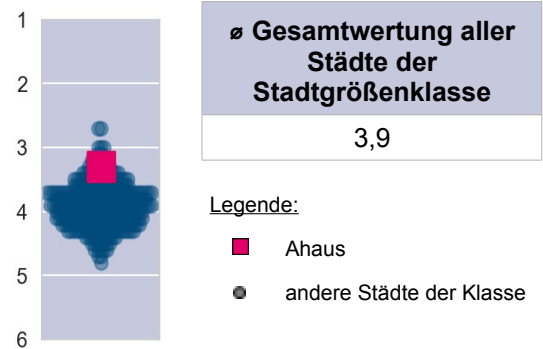 1
2
3
4
5
6
ø Gesamtwertung aller
Städte der
Stadtgrößenklasse
3,9
Legende:
Ahaus
andere Städte der Klasse